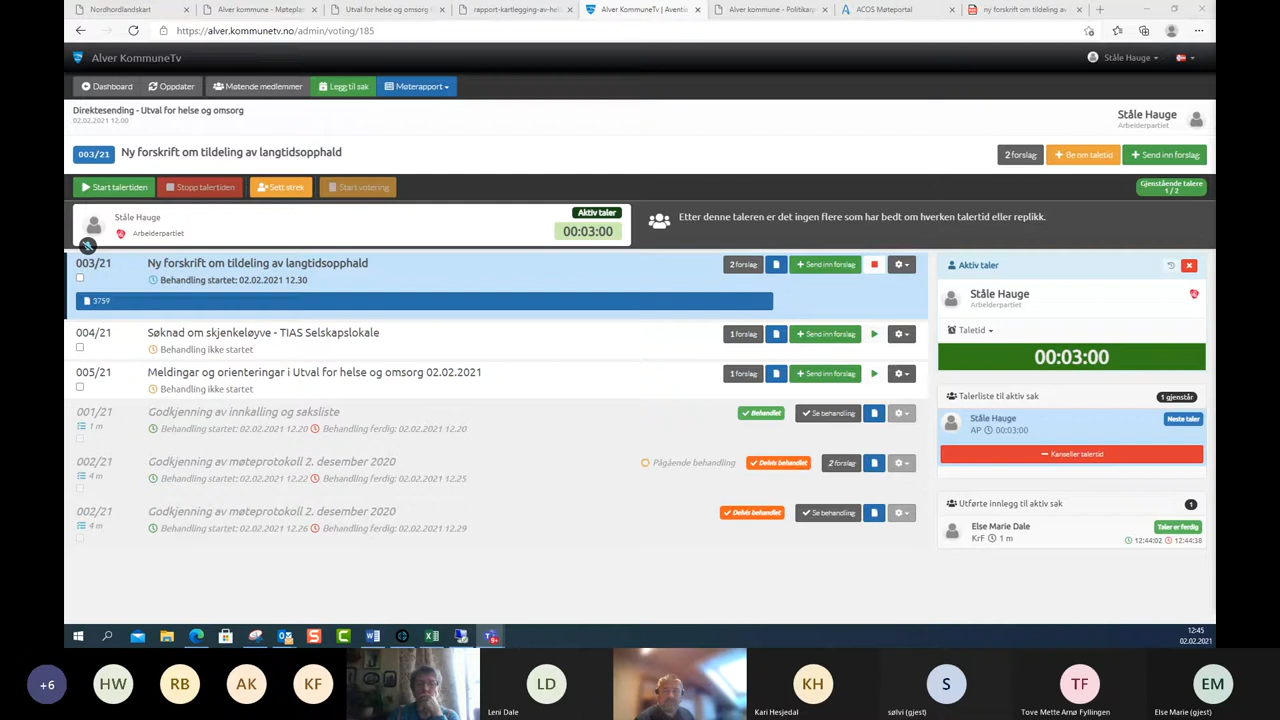 Nordhordlandskart
Alver kommune - Møteplan
Utval for helse og omsorg
rapport-kartlegging-av-hel
Alver KommuneTv | Aventia
Alver kommune - Politikarp
ACOS Møteportal
ny forskrift om tildeling av
https://alver.kommunetv.no/admin/voting/185
Alver KommuneTv
Ståle Hauge
Dashboard
Oppdater
Møtende medlemmer
Legg til sak
Møterapport
Direktesending - Utval for helse og omsorg
02.02.2021 12.00
Ståle Hauge
Arbeiderpartiet
003/21
Ny forskrift om tildeling av langtidsopphald
2 forslag
Be om taletid
Send inn forslag
Start talertiden
Stopp talertiden
Sett strek
Start votering
Gjenstående talere
1 / 2
Ståle Hauge
Arbeiderpartiet
Aktiv taler
00:03:00
Etter denne taleren er det ingen flere som har bedt om hverken talertid eller replikk.
003/21
Ny forskrift om tildeling av langtidsopphald
Behandling startet: 02.02.2021 12.30
2 forslag
Send inn forslag
3759
004/21
Søknad om skjenkeløyve - TIAS Selskapslokale
Behandling ikke startet
1 forslag
Send inn forslag
005/21
Meldingar og orienteringar i Utval for helse og omsorg 02.02.2021
Behandling ikke startet
1 forslag
Send inn forslag
001/21
1 m
Godkjenning av innkalling og saksliste
Behandling startet: 02.02.2021 12.20 Behandling ferdig: 02.02.2021 12.20
Behandlet
Se behandling
002/21
4 m
Godkjenning av møteprotokoll 2. desember 2020
Behandling startet: 02.02.2021 12.22 Behandling ferdig: 02.02.2021 12.25
Pågående behandling
Delvis behandlet
2 forslag
002/21
4 m
Godkjenning av møteprotokoll 2. desember 2020
Behandling startet: 02.02.2021 12.26 Behandling ferdig: 02.02.2021 12.29
Delvis behandlet
Se behandling
Aktiv taler
Ståle Hauge
Arbeiderpartiet
Taletid
00:03:00
Talerliste til aktiv sak
1 gjenstår
Ståle Hauge
AP 00:03:00
Neste taler
Kanseller talertid
Utførte innlegg til aktiv sak
1
Else Marie Dale
KrF 1 m
Taler er ferdig
12:44:02 12:44:38
12:45
02.02.2021
+6
HW
RB
AK
KF
LD
Leni Dale
KH
Kari Hesjedal
S
sølvi (gjest)
TF
Tove Mette Arnø Fyllingen
EM
Else Marie (gjest)